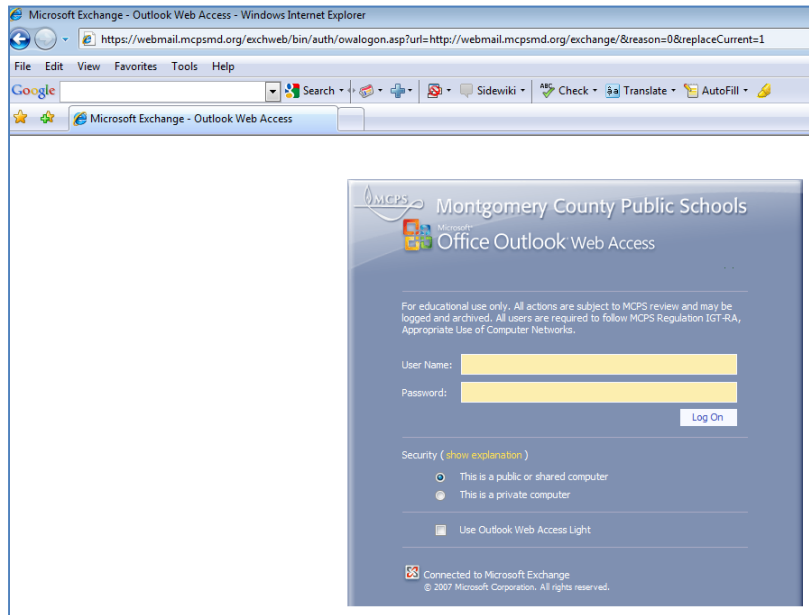 Microsoft Exchange - Outlook Web Access - Windows Internet Explorer
https://webmail.mcpsmd.org/exchweb/bin/auth/owalogon.asp?url=http://webmail.mcpsmd.org/exchange/&reason=0&replaceCurrent=1
File Edit View Favorites Tools Help
Google Search Sidewiki Check Translate AutoFill
Microsoft Exchange - Outlook Web Access
MCPS Montgomery County Public Schools
Microsoft
Office Outlook Web Access
For educational use only. All actions are subject to MCPS review and may be
logged and archived. All users are required to follow MCPS Regulation IGT-RA,
Appropriate Use of Computer Networks.
User Name:
Password:
Log On
Security ( show explanation )
This is a public or shared computer
This is a private computer
Use Outlook Web Access Light
Connected to Microsoft Exchange
© 2007 Microsoft Corporation. All rights reserved.